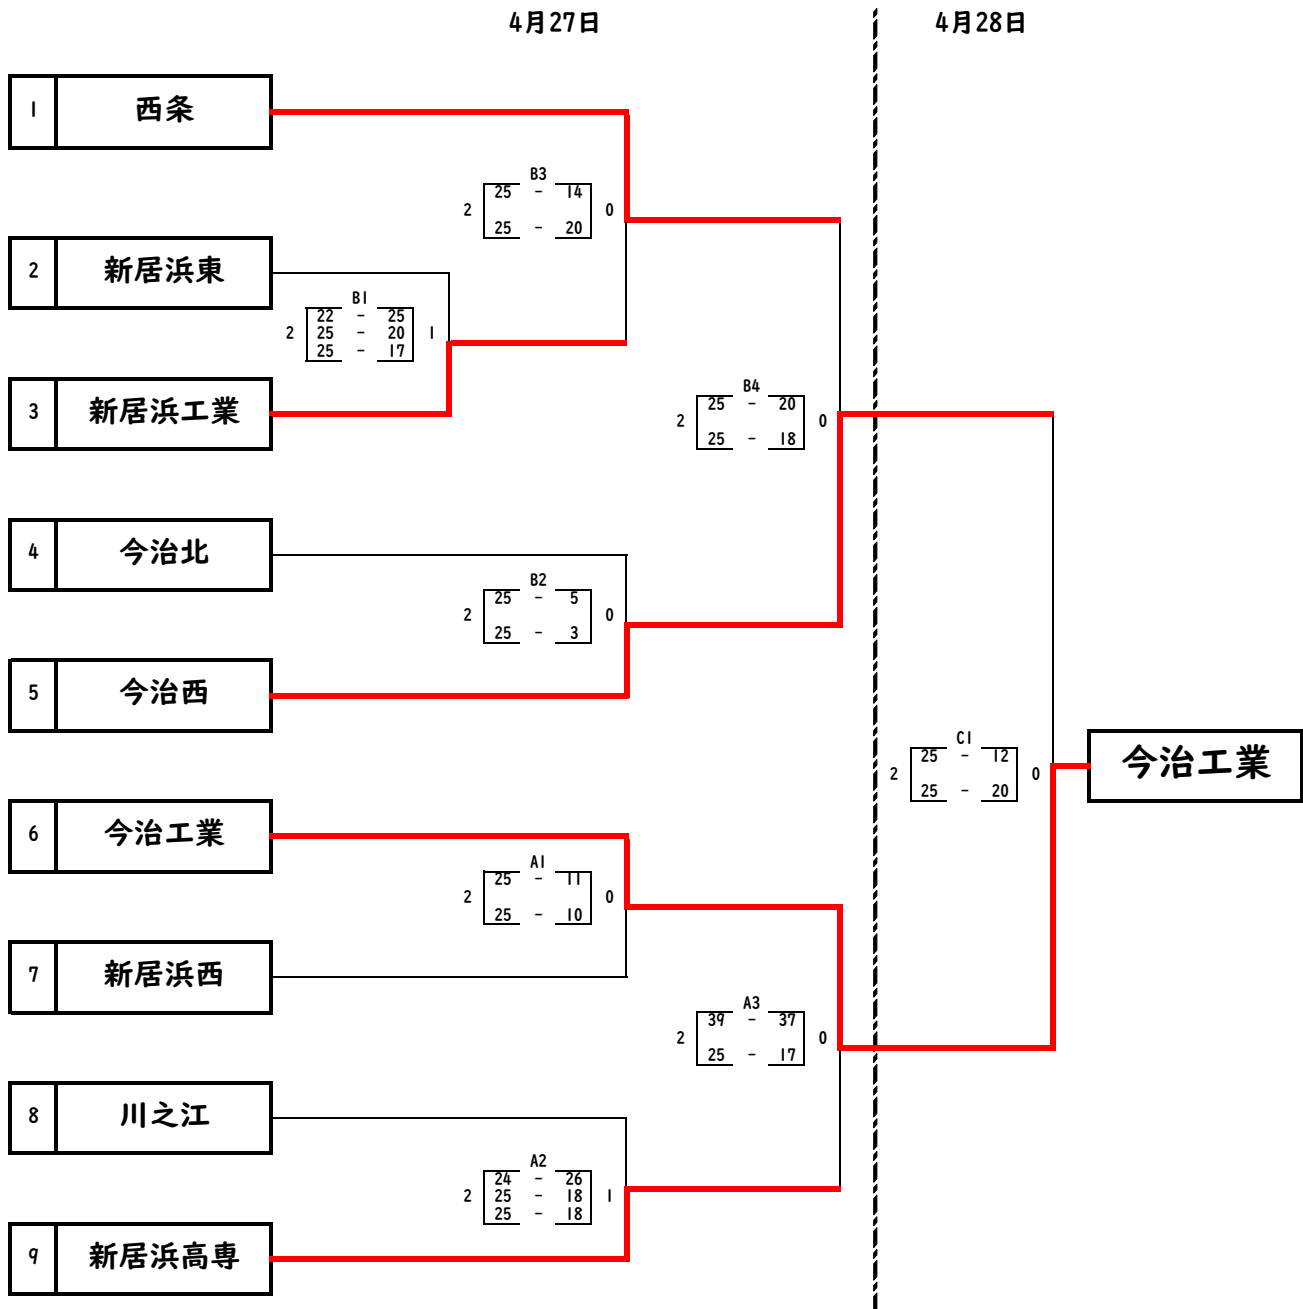 4月27日
4月28日
1 西条
B3
2 25 - 14 0
25 - 20
2 新居浜東
B1
22 - 25
2 25 - 20 1
25 - 17
3 新居浜工業
B4
2 25 - 20 0
25 - 18
4 今治北
B2
2 25 - 5 0
25 - 3
5 今治西
C1
2 25 - 12 0
25 - 20
今治工業
6 今治工業
A1
2 25 - 11 0
25 - 10
7 新居浜西
A3
2 39 - 37 0
25 - 17
8 川之江
A2
24 - 26
2 25 - 18 1
25 - 18
9 新居浜高専